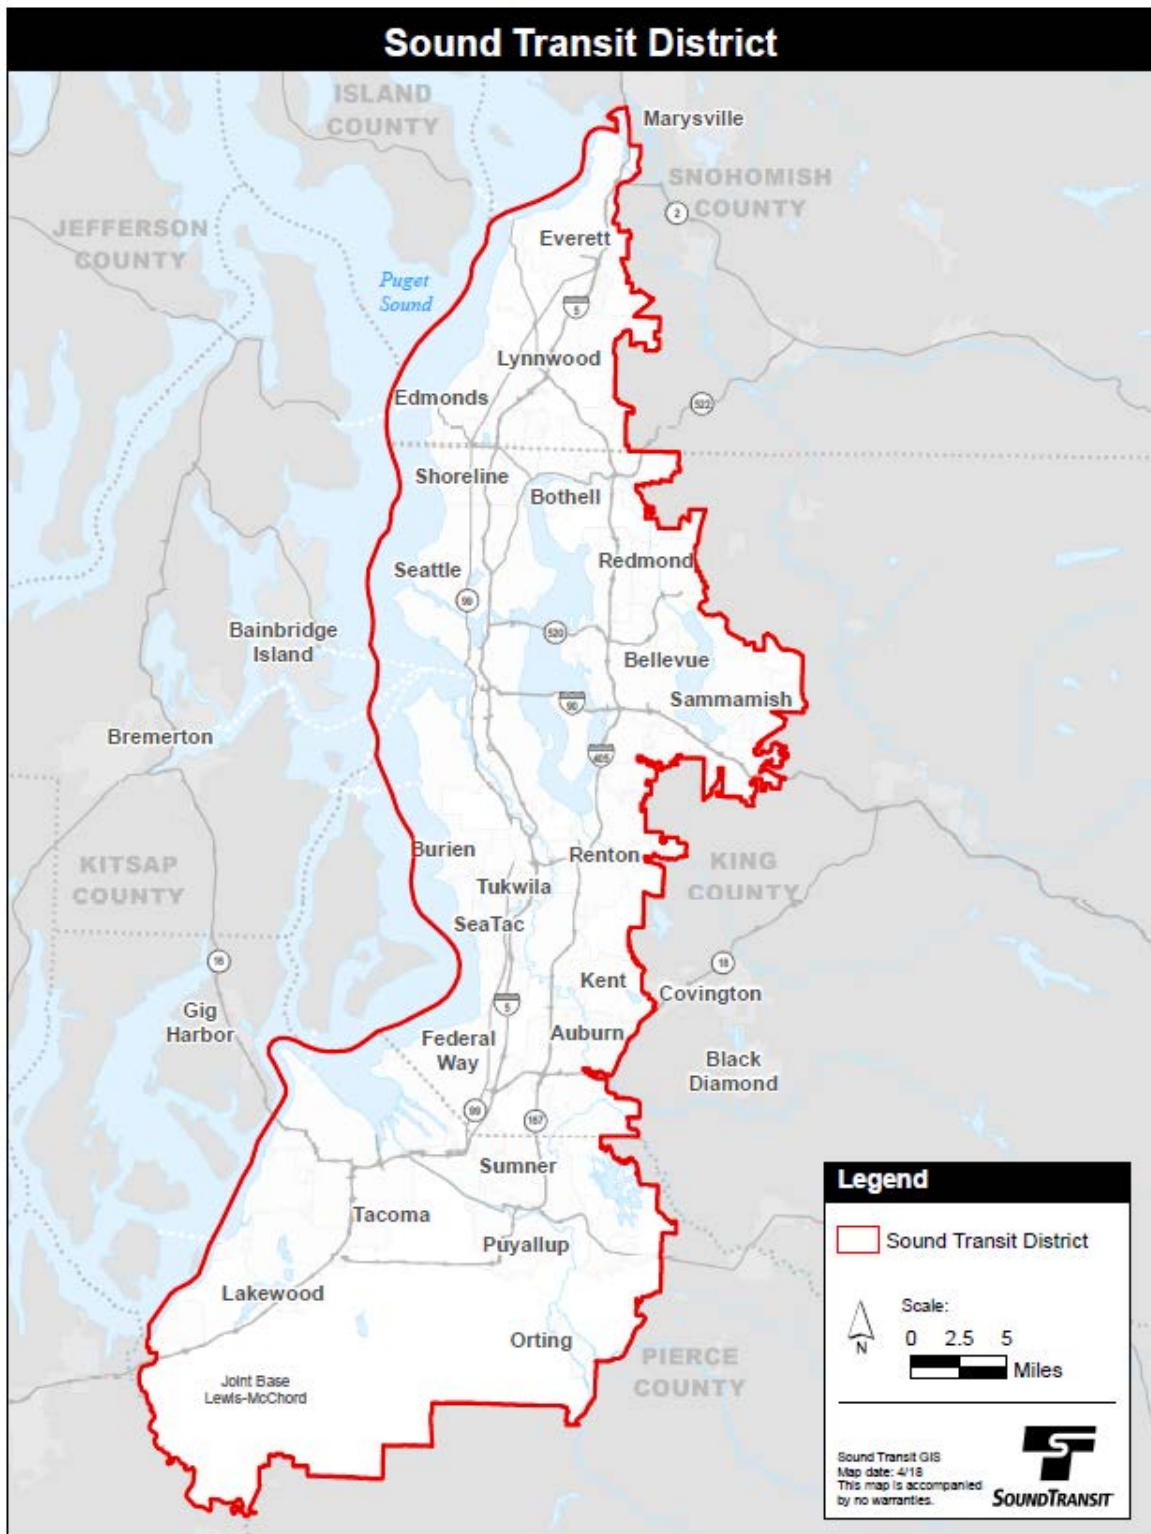 Sound Transit District
ISLAND
COUNTY
Marysville
SNOHOMISH
COUNTY
2
JEFFERSON
COUNTY
Everett
Puget
Sound
5
Lynnwood
Edmonds
522
Shoreline
Bothell
Redmond
Seattle
99
520
Bainbridge
Island
Bellevue
Sammamish
90
Bremerton
405
Burien
Renton
KITSAP
COUNTY
KING
COUNTY
Tukwila
SeaTac
16
18
Kent
Covington
5
Gig
Harbor
Auburn
Federal
Way
Black
Diamond
99
167
Sumner
Tacoma
Puyallup
Lakewood
Orting
PIERCE
COUNTY
Joint Base
Lewis-McChord
Legend
Sound Transit District
N
Scale:
0 2.5 5
Miles
Sound Transit GIS
Map date: 4/18
This map is accompanied
by no warranties.
SOUNDTRANSIT